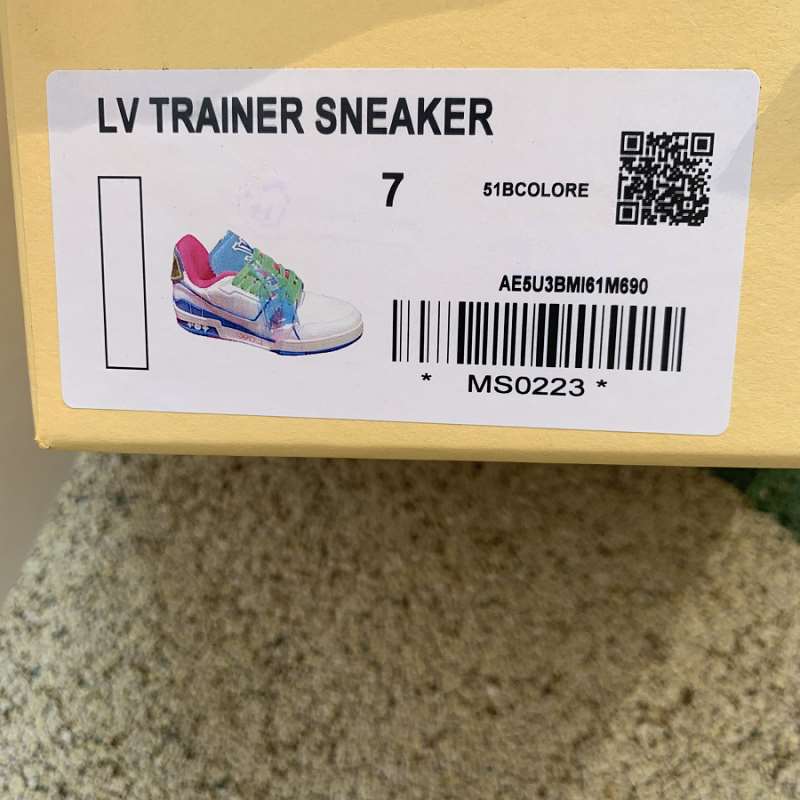 LV TRAINER SNEAKER
7
51BCOLORE
AE5U3BMI61M690
* MS0223 *